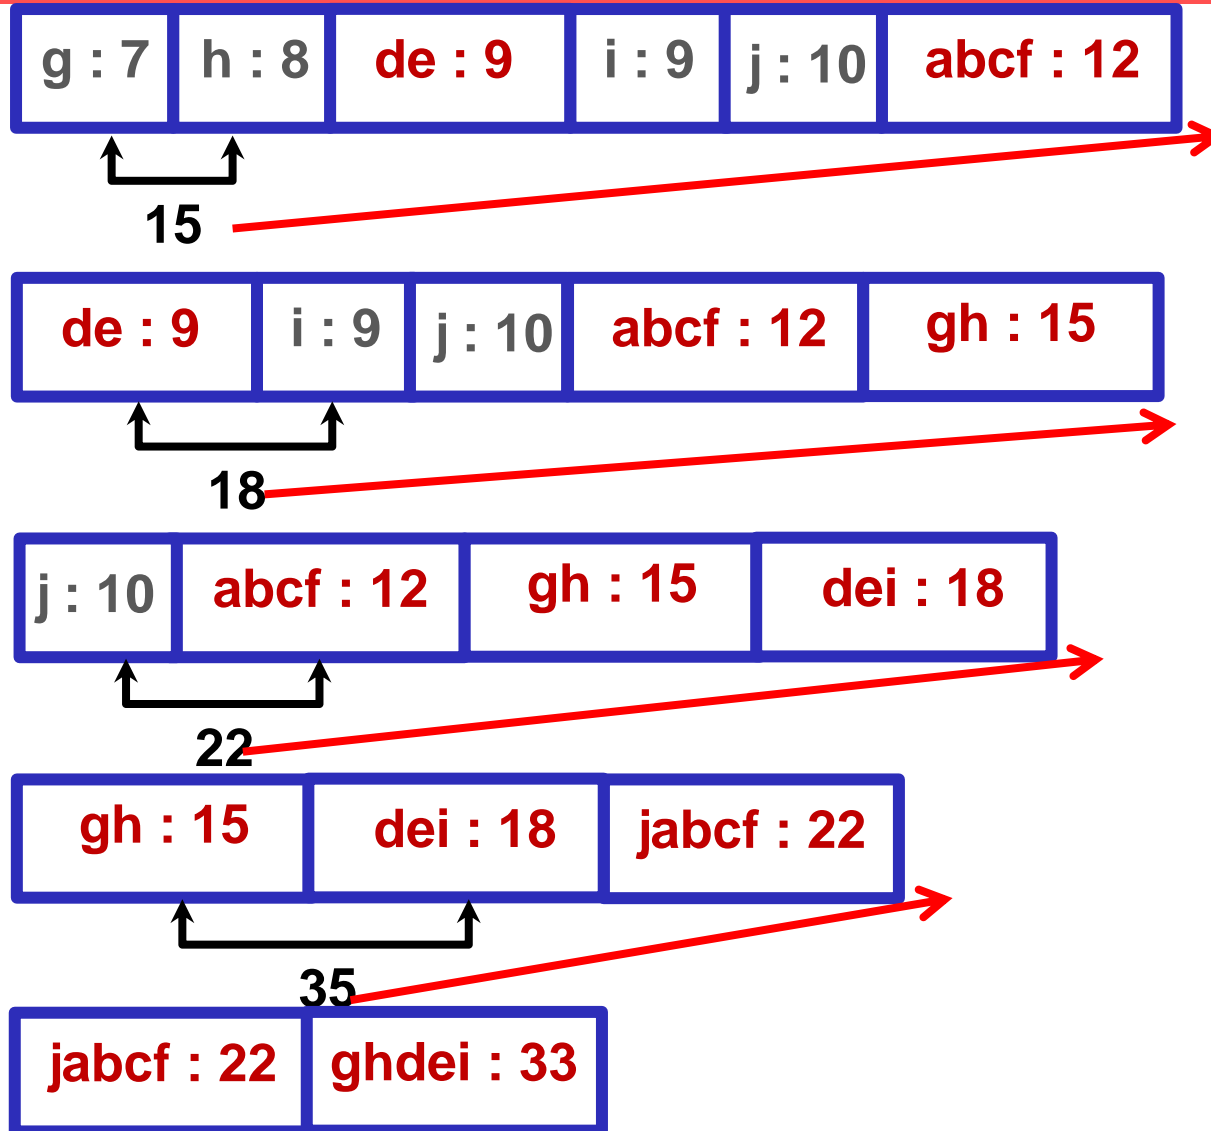 g : 7 h : 8 de : 9 i : 9 j : 10 abcf : 12
15
de : 9 i : 9 j : 10 abcf : 12 gh : 15
18
j : 10 abcf : 12 gh : 15 dei : 18
22
gh : 15 dei : 18 jabcf : 22
35
jabcf : 22 ghdei : 33